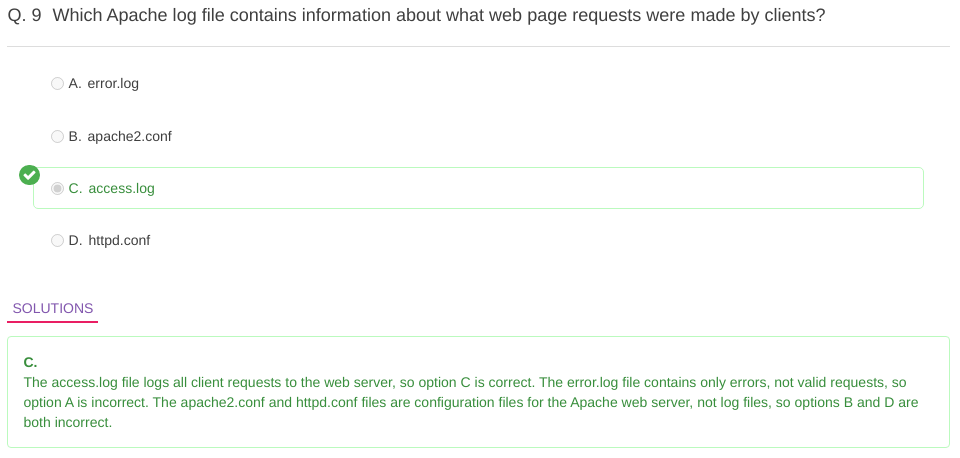 Q. 9 Which Apache log file contains information about what web page requests were made by clients?
A. error.log
B. apache2.conf
C. access.log
D. httpd.conf
SOLUTIONS
C.
The access.log file logs all client requests to the web server, so option C is correct. The error.log file contains only errors, not valid requests, so
option A is incorrect. The apache2.conf and httpd.conf files are configuration files for the Apache web server, not log files, so options B and D are
both incorrect.